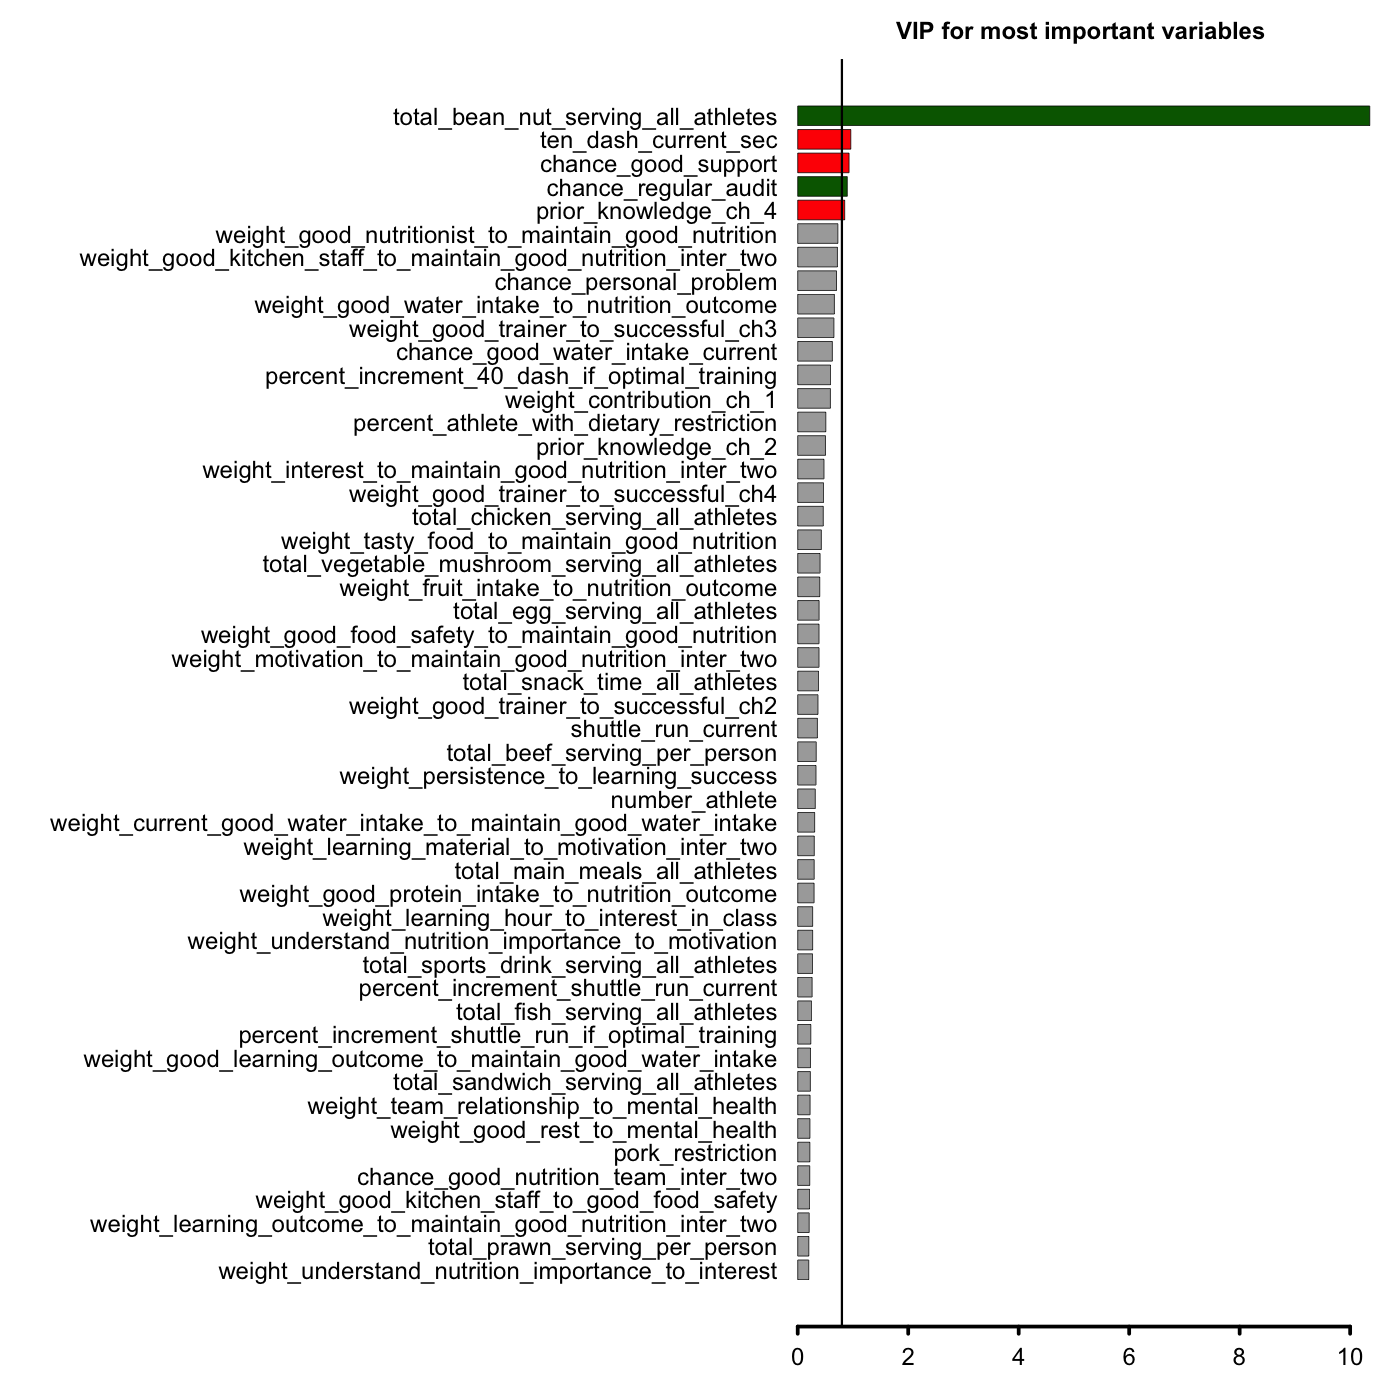 VIP for most important variables
total_bean_nut_serving_all_athletes
ten_dash_current_sec
chance_good_support
chance_regular_audit
prior_knowledge_ch_4
weight_good_nutritionist_to_maintain_good_nutrition
weight_good_kitchen_staff_to_maintain_good_nutrition_inter_two
chance_personal_problem
weight_good_water_intake_to_nutrition_outcome
weight_good_trainer_to_successful_ch3
chance_good_water_intake_current
percent_increment_40_dash_if_optimal_training
weight_contribution_ch_1
percent_athlete_with_dietary_restriction
prior_knowledge_ch_2
weight_interest_to_maintain_good_nutrition_inter_two
weight_good_trainer_to_successful_ch4
total_chicken_serving_all_athletes
weight_tasty_food_to_maintain_good_nutrition
total_vegetable_mushroom_serving_all_athletes
weight_fruit_intake_to_nutrition_outcome
total_egg_serving_all_athletes
weight_good_food_safety_to_maintain_good_nutrition
weight_motivation_to_maintain_good_nutrition_inter_two
total_snack_time_all_athletes
weight_good_trainer_to_successful_ch2
shuttle_run_current
total_beef_serving_per_person
weight_persistence_to_learning_success
number_athlete
weight_current_good_water_intake_to_maintain_good_water_intake
weight_learning_material_to_motivation_inter_two
total_main_meals_all_athletes
weight_good_protein_intake_to_nutrition_outcome
weight_learning_hour_to_interest_in_class
weight_understand_nutrition_importance_to_motivation
total_sports_drink_serving_all_athletes
percent_increment_shuttle_run_current
total_fish_serving_all_athletes
percent_increment_shuttle_run_if_optimal_training
weight_good_learning_outcome_to_maintain_good_water_intake
total_sandwich_serving_all_athletes
weight_team_relationship_to_mental_health
weight_good_rest_to_mental_health
pork_restriction
chance_good_nutrition_team_inter_two
weight_good_kitchen_staff_to_good_food_safety
weight_learning_outcome_to_maintain_good_nutrition_inter_two
total_prawn_serving_per_person
weight_understand_nutrition_importance_to_interest
0 2 4 6 8 10